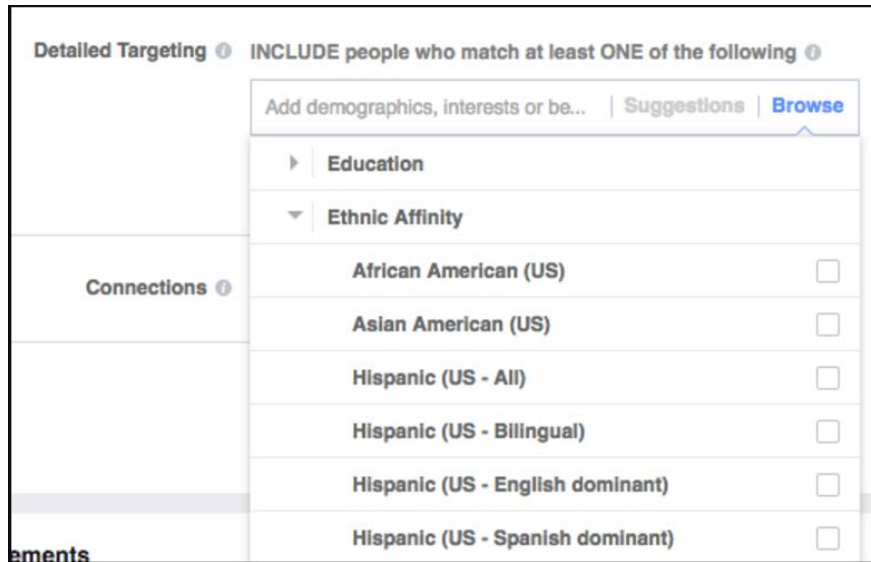 Detailed Targeting INCLUDE people who match at least ONE of the following
Add demographics, interests or be... | Suggestions | Browse
Education
Ethnic Affinity
African American (US)
Connections
Asian American (US)
Hispanic (US - All)
Hispanic (US - Bilingual)
Hispanic (US - English dominant)
Hispanic (US - Spanish dominant)
ements